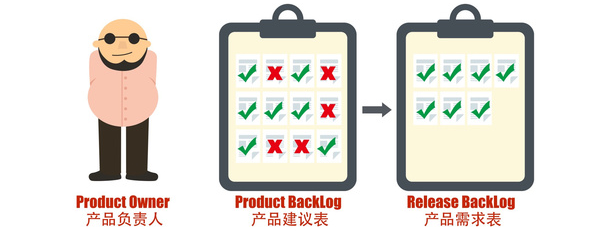 Product Owner
产品负责人
Product BackLog
产品建议表
Release BackLog
产品需求表